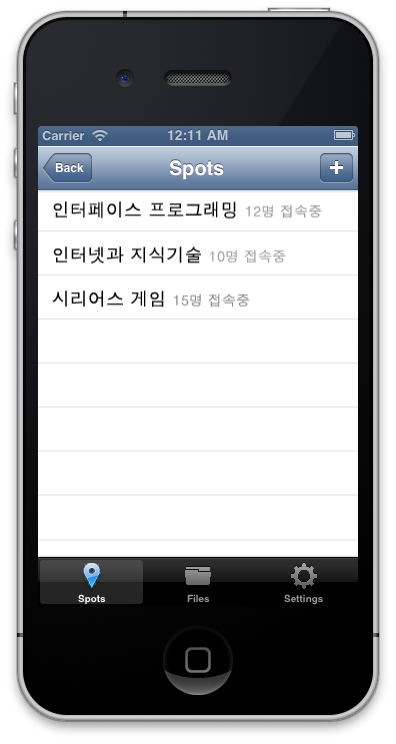 Carrier 12:11 AM
Back Spots +
인터페이스 프로그래밍 12명 접속중
인터넷과 지식기술 10명 접속중
시리어스 게임 15명 접속중
Spots Files Settings